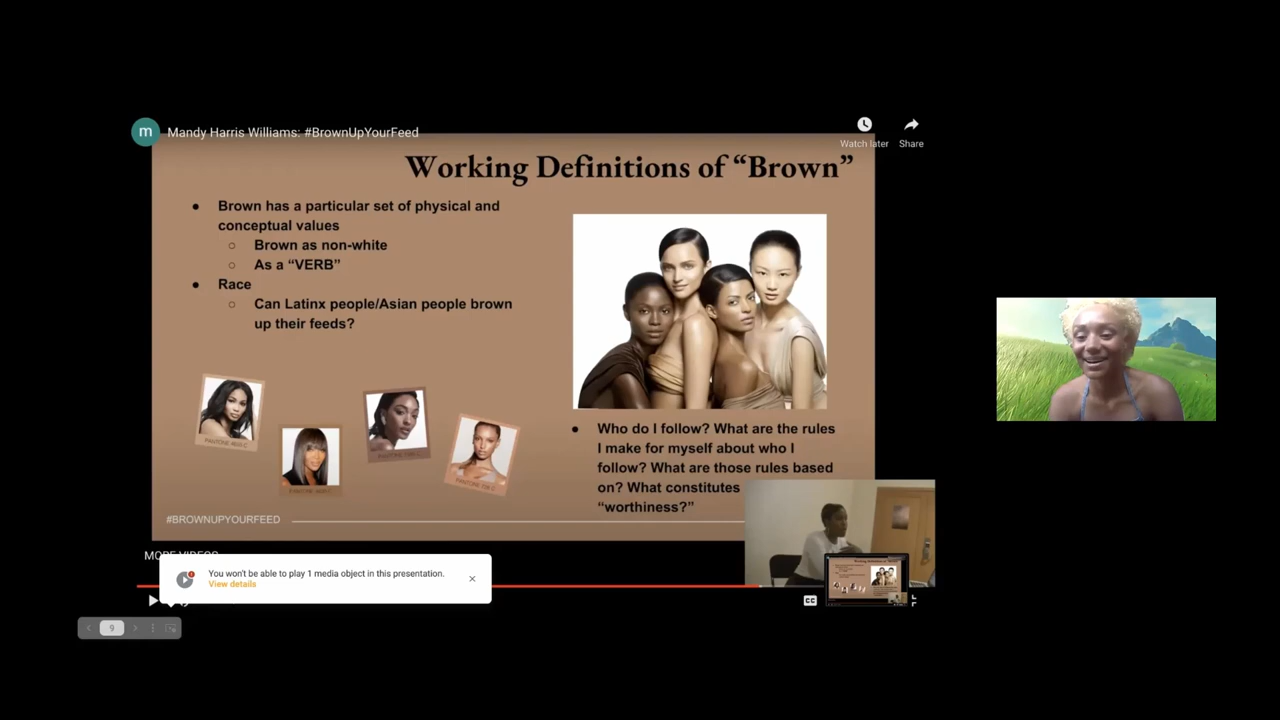 m
Mandy Harris Williams: #BrownUpYourFeed
Watch later
Share
Working Definitions of “Brown”
● Brown has a particular set of physical and
conceptual values
○ Brown as non-white
○ As a “VERB”
● Race
○ Can Latinx people/Asian people brown
up their feeds?
● Who do I follow? What are the rules
I make for myself about who I
follow? What are those rules based
on? What constitutes
“worthiness?”
#BROWNUPYOURFEED
MORE VIDEOS
You won't be able to play 1 media object in this presentation.
View details
CC
9